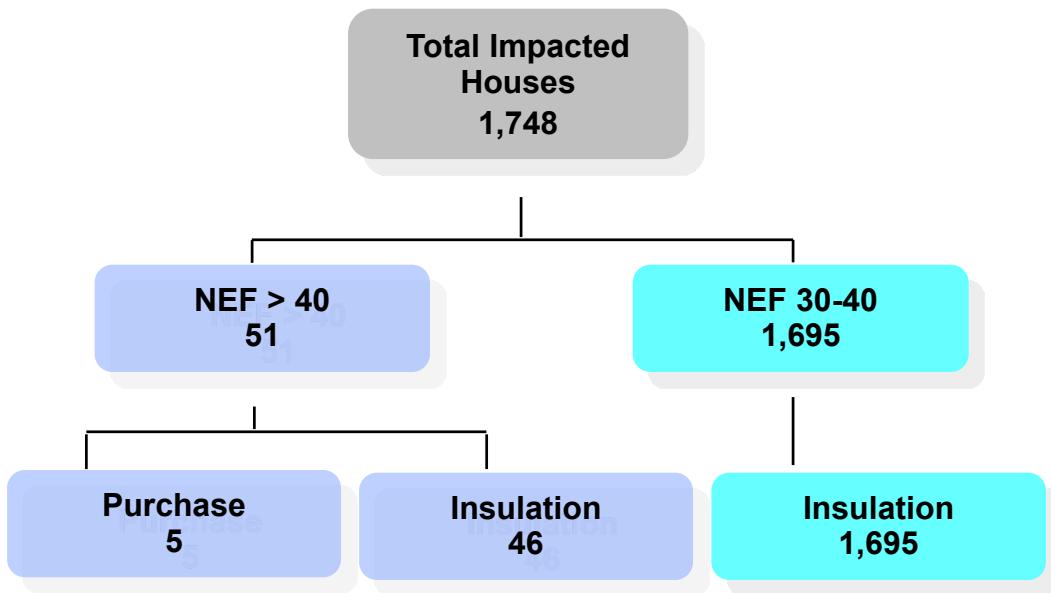 Total Impacted
Houses
1,748
NEF > 40
51
NEF 30-40
1,695
Purchase
5
Insulation
46
Insulation
1,695